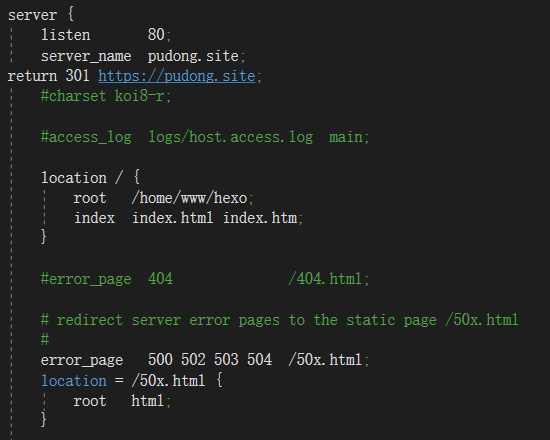 server {
listen 80;
server_name pudong.site;
return 301 https://pudong.site;
#charset koi8-r;
#access_log logs/host.access.log main;
location / {
root /home/www/hexo;
index index.html index.htm;
}
#error_page 404 /404.html;
# redirect server error pages to the static page /50x.html
#
error_page 500 502 503 504 /50x.html;
location = /50x.html {
root html;
}